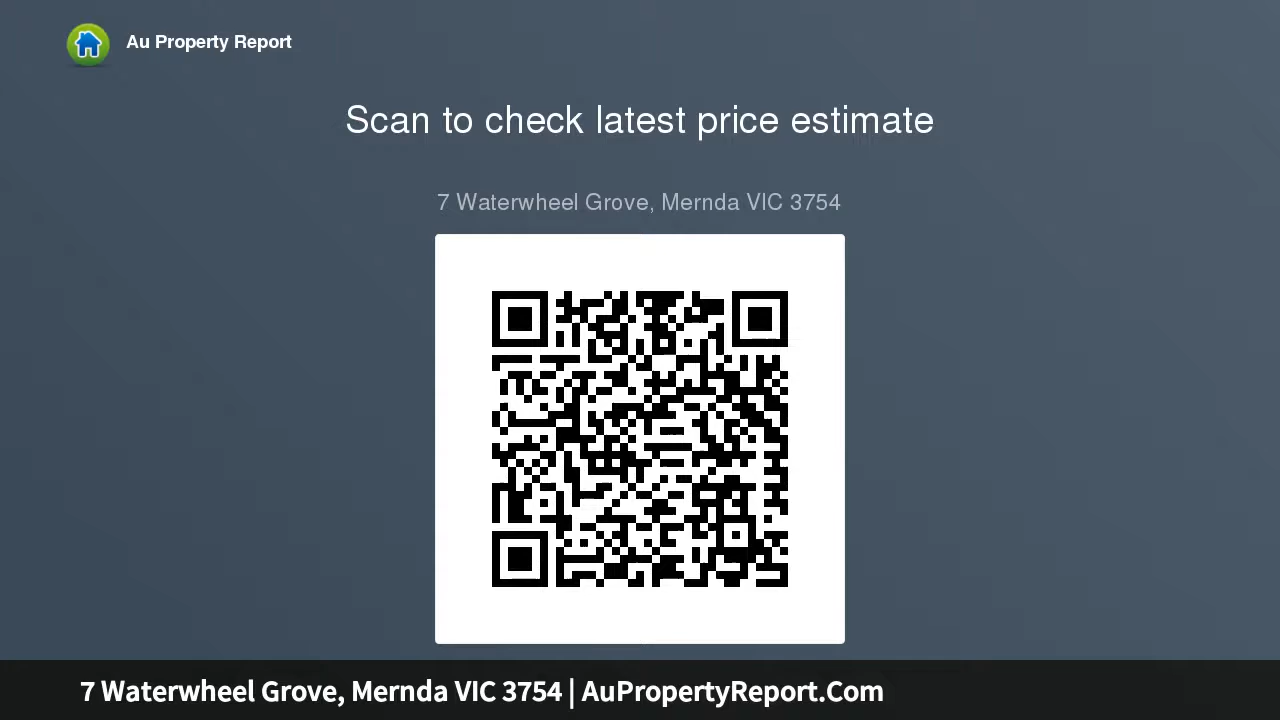 Au Property Report
Scan to check latest price estimate
7 Waterwheel Grove, Mernda VIC 3754
7 Waterwheel Grove, Mernda VIC 3754 | AuPropertyReport.Com